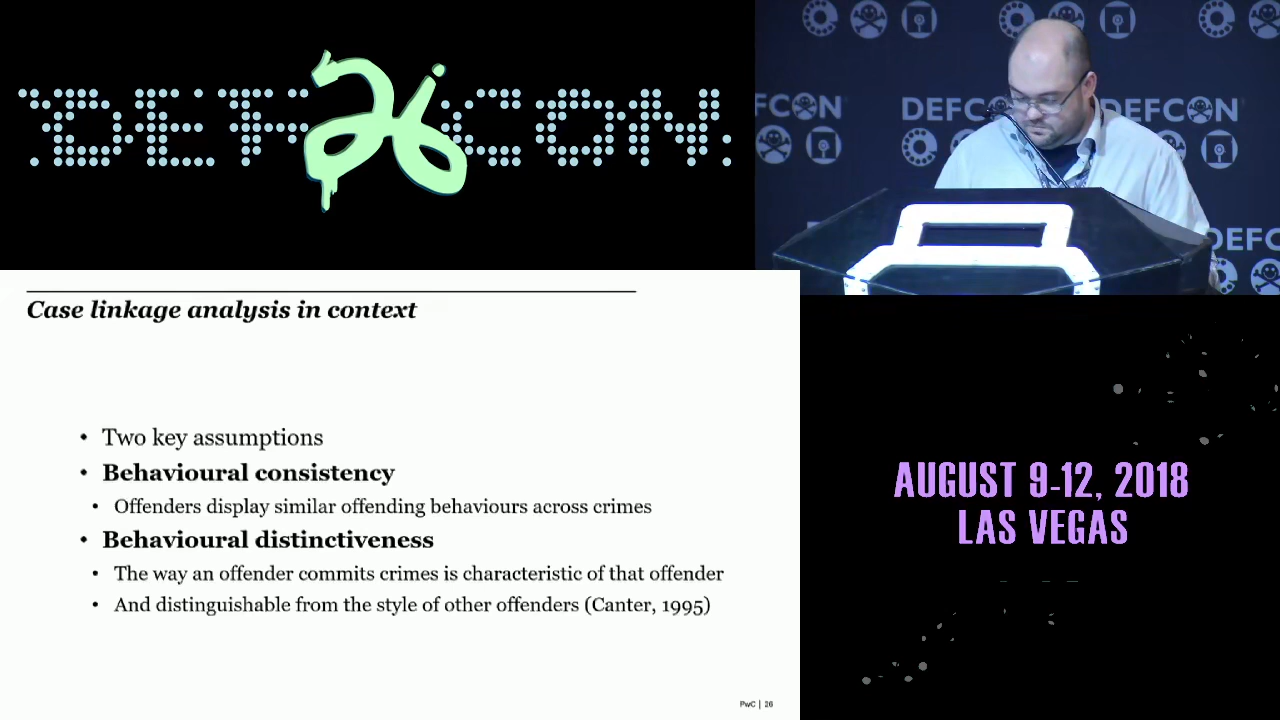 DEFCON 26
DEFCON DEFCON DEFCON
DEFCON
Case linkage analysis in context
• Two key assumptions
• Behavioural consistency
• Offenders display similar offending behaviours across crimes
• Behavioural distinctiveness
• The way an offender commits crimes is characteristic of that offender
• And distinguishable from the style of other offenders (Canter, 1995)
PwC | 26
AUGUST 9-12, 2018
LAS VEGAS